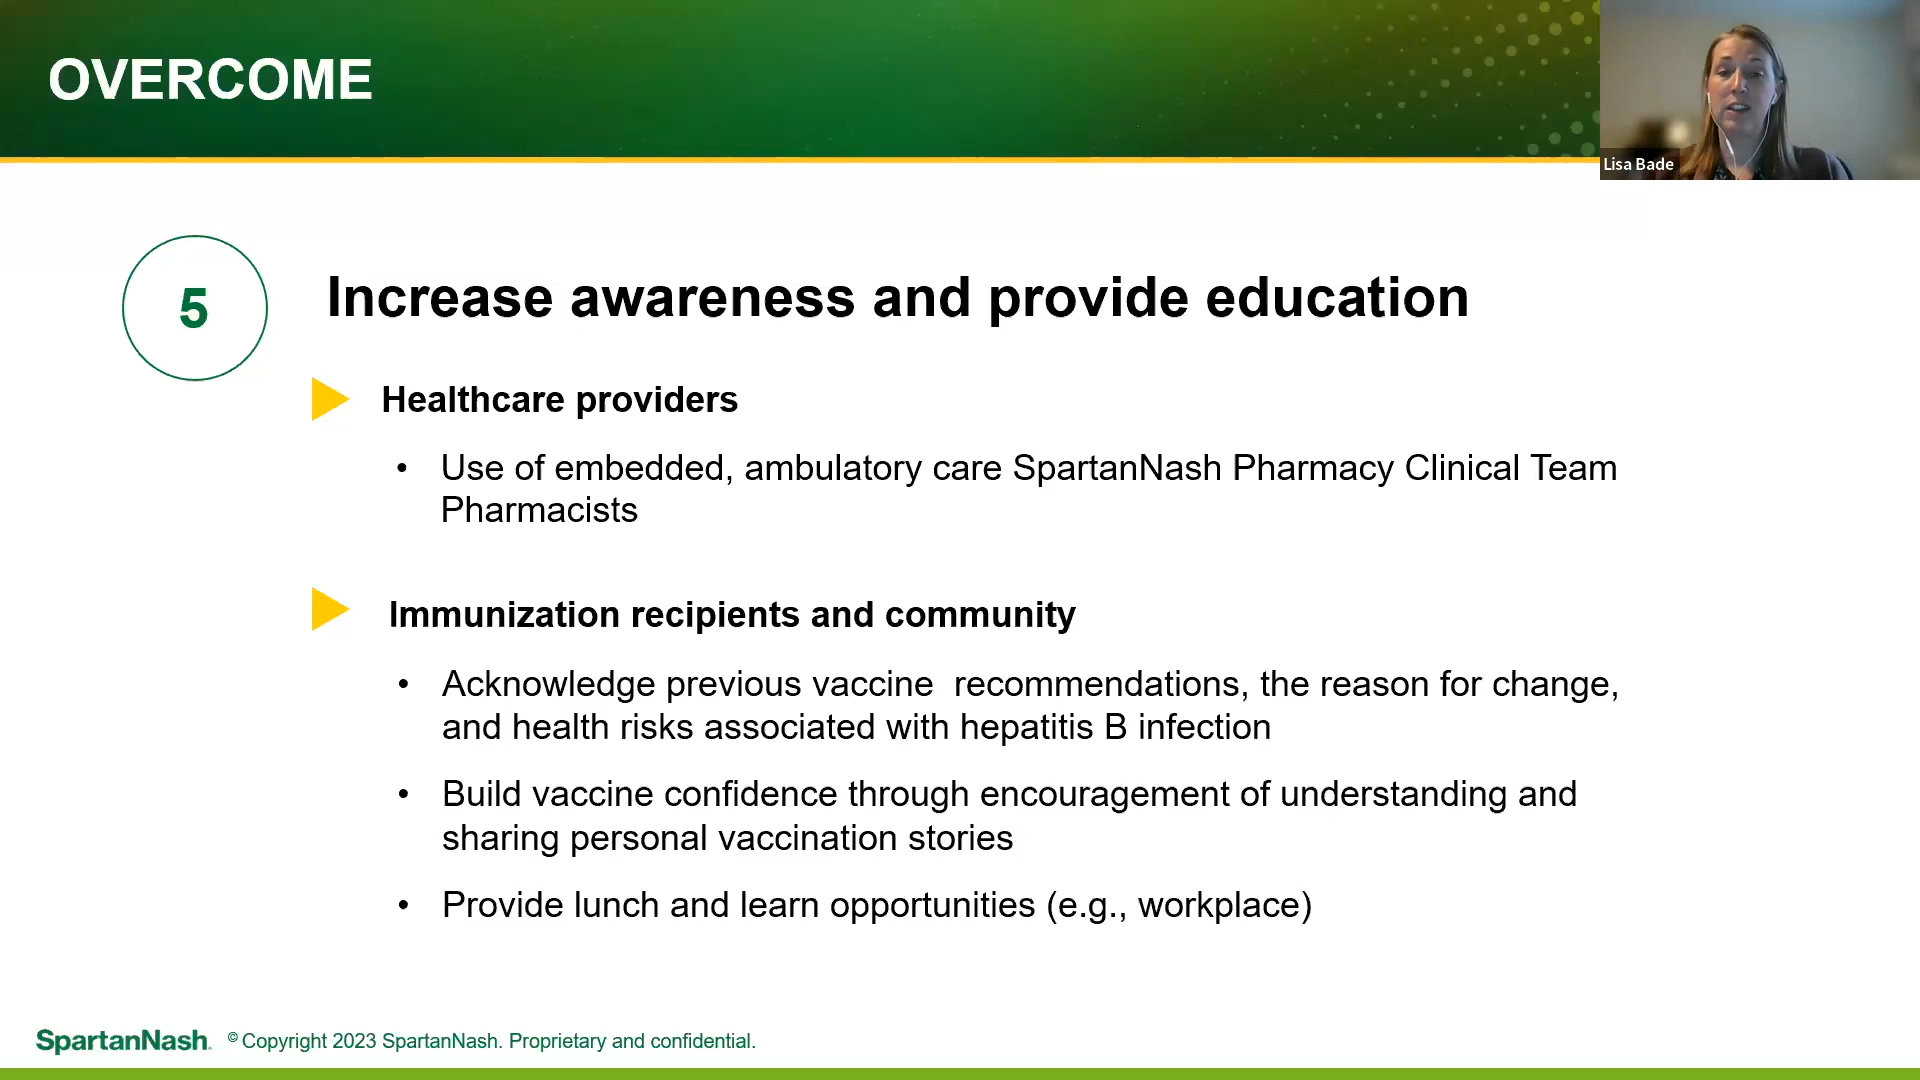 OVERCOME
Lisa Bade
5
Increase awareness and provide education
Healthcare providers
• Use of embedded, ambulatory care SpartanNash Pharmacy Clinical Team
Pharmacists
Immunization recipients and community
• Acknowledge previous vaccine  recommendations, the reason for change,
and health risks associated with hepatitis B infection
• Build vaccine confidence through encouragement of understanding and
sharing personal vaccination stories
• Provide lunch and learn opportunities (e.g., workplace)
SpartanNash. © Copyright 2023 SpartanNash. Proprietary and confidential.